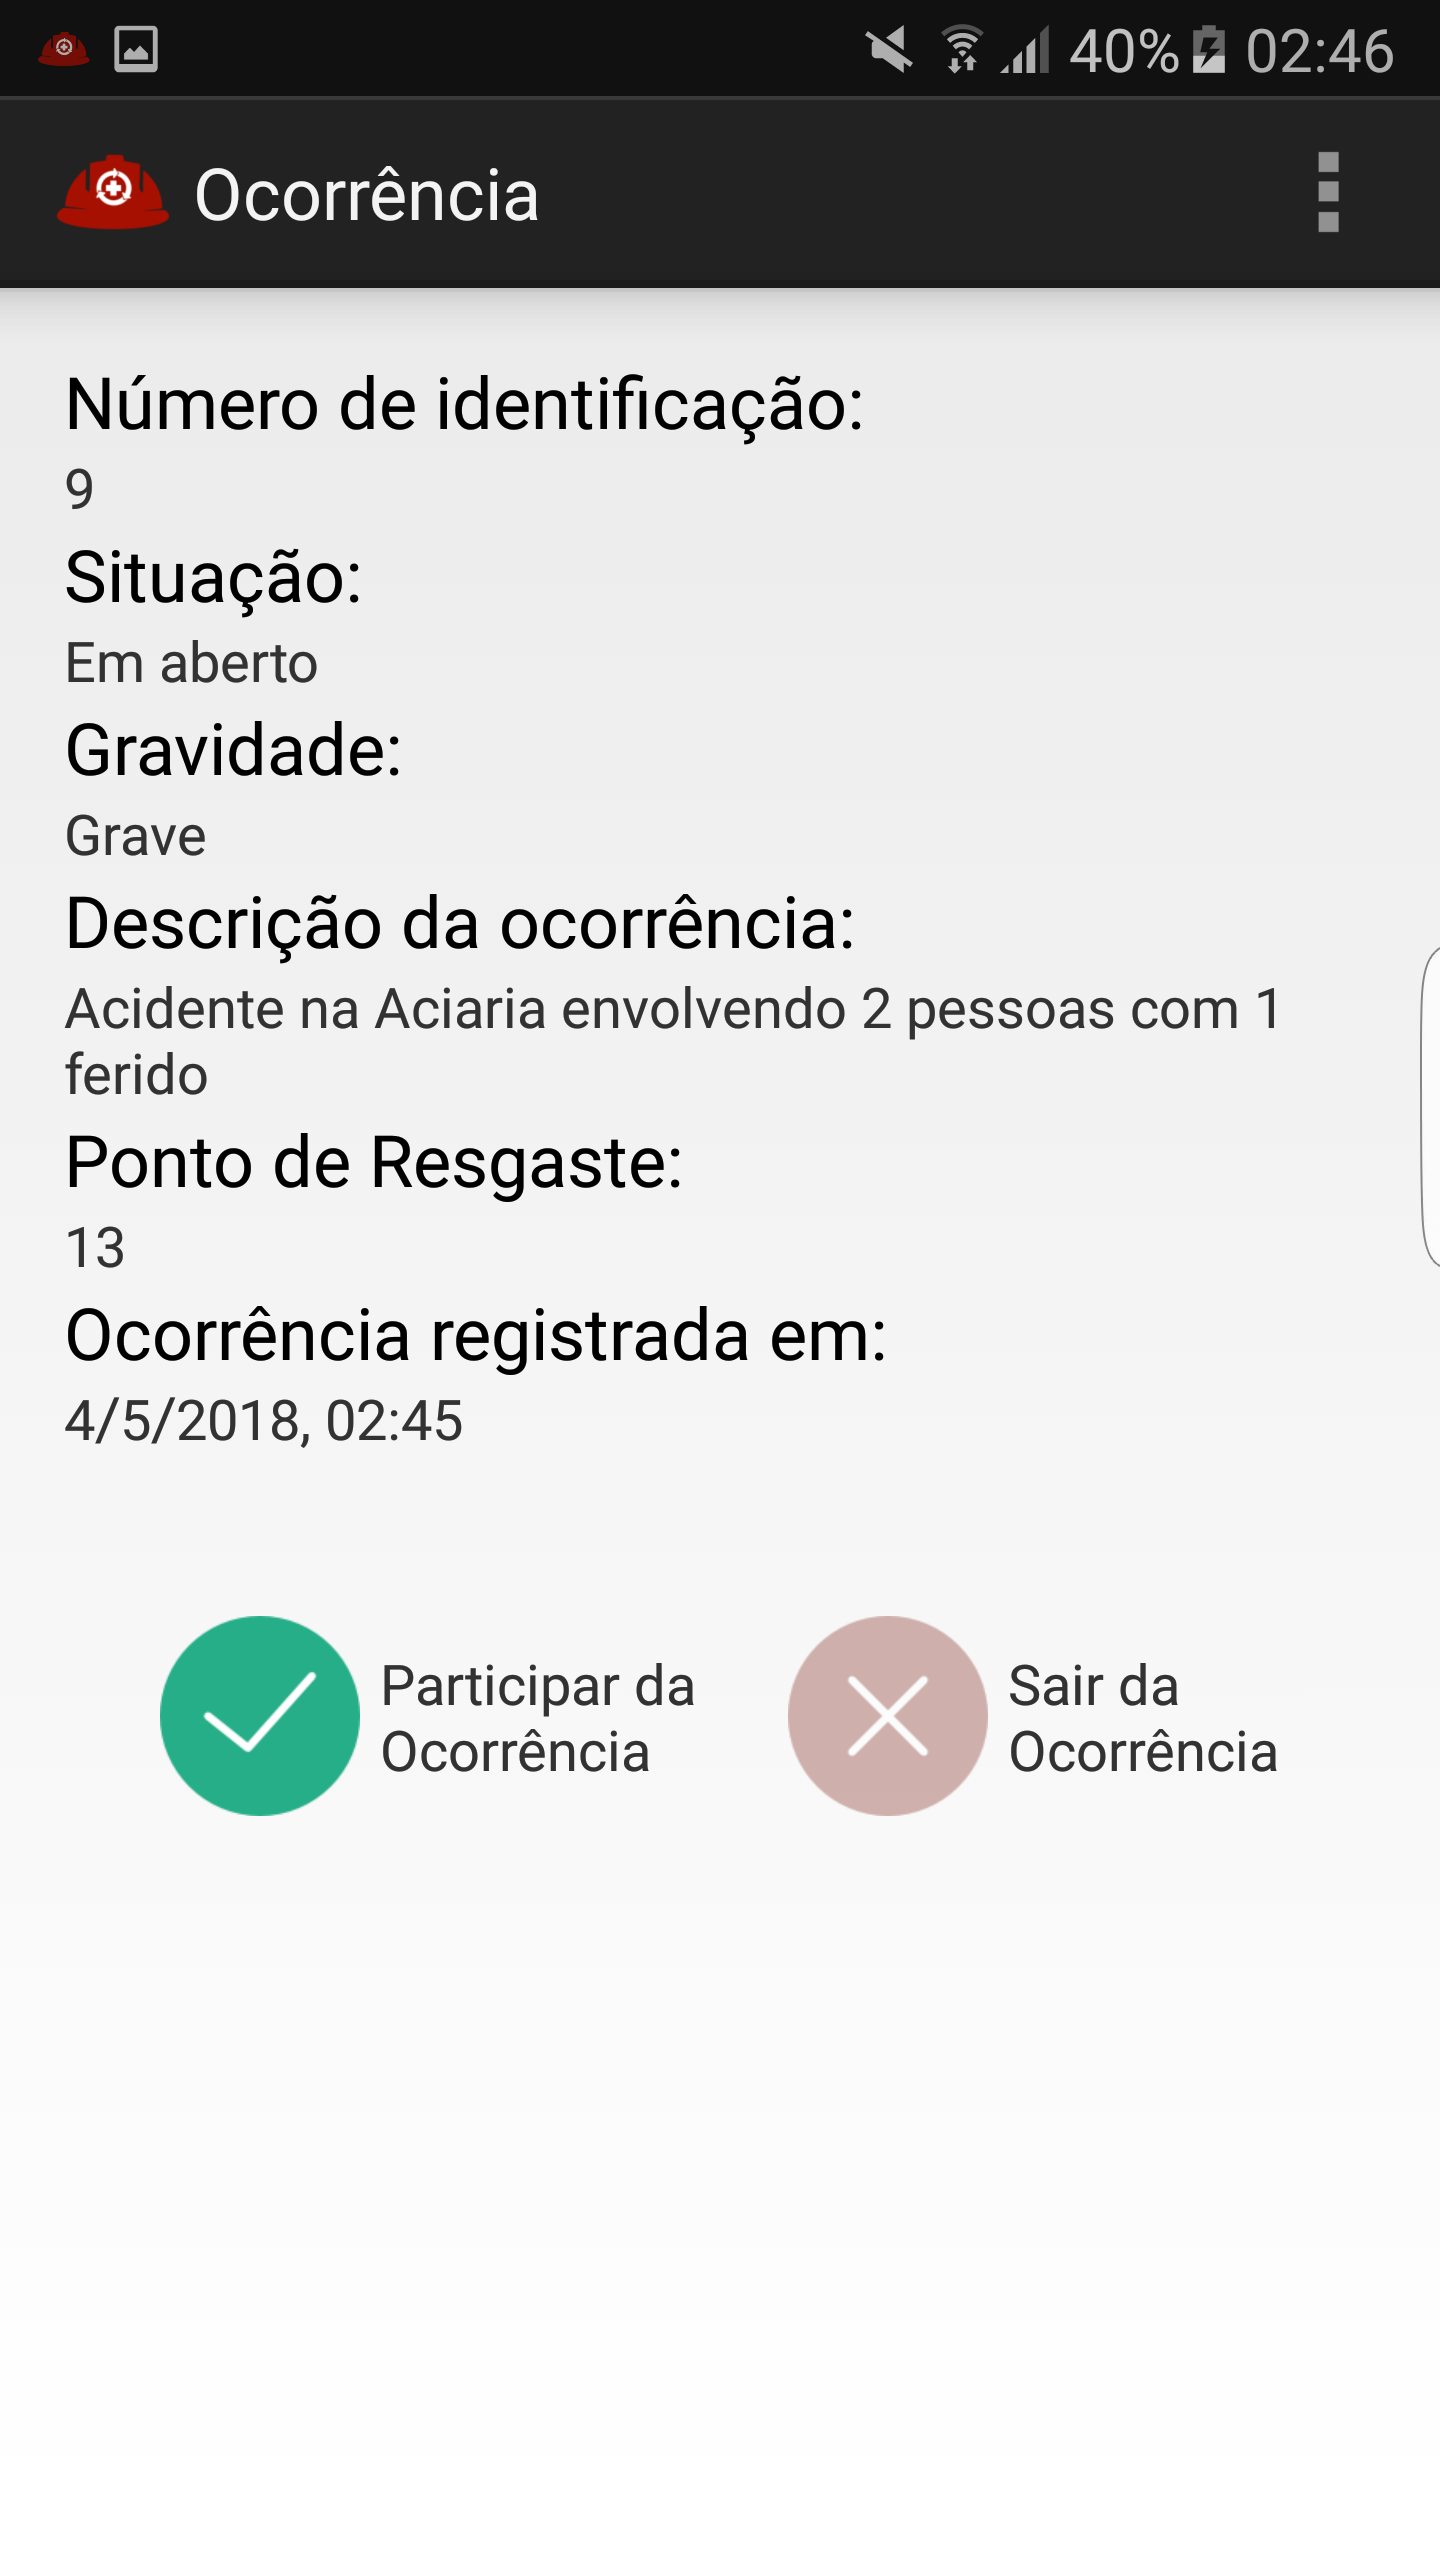 40% 02:46
Ocorrência
Número de identificação:
9
Situação:
Em aberto
Gravidade:
Grave
Descrição da ocorrência:
Acidente na Aciaria envolvendo 2 pessoas com 1
ferido
Ponto de Resgaste:
13
Ocorrência registrada em:
4/5/2018, 02:45
Participar da
Ocorrência
Sair da
Ocorrência